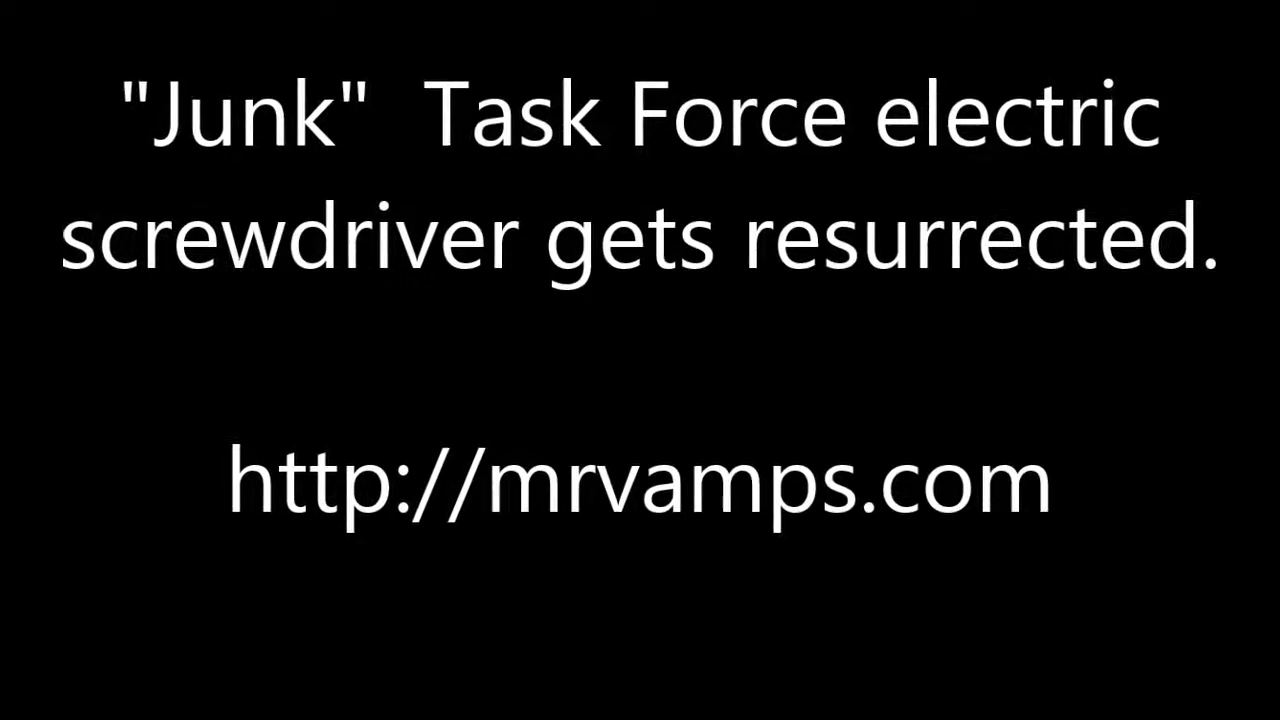 "Junk"  Task Force electric
screwdriver gets resurrected.
http://mrvamps.com